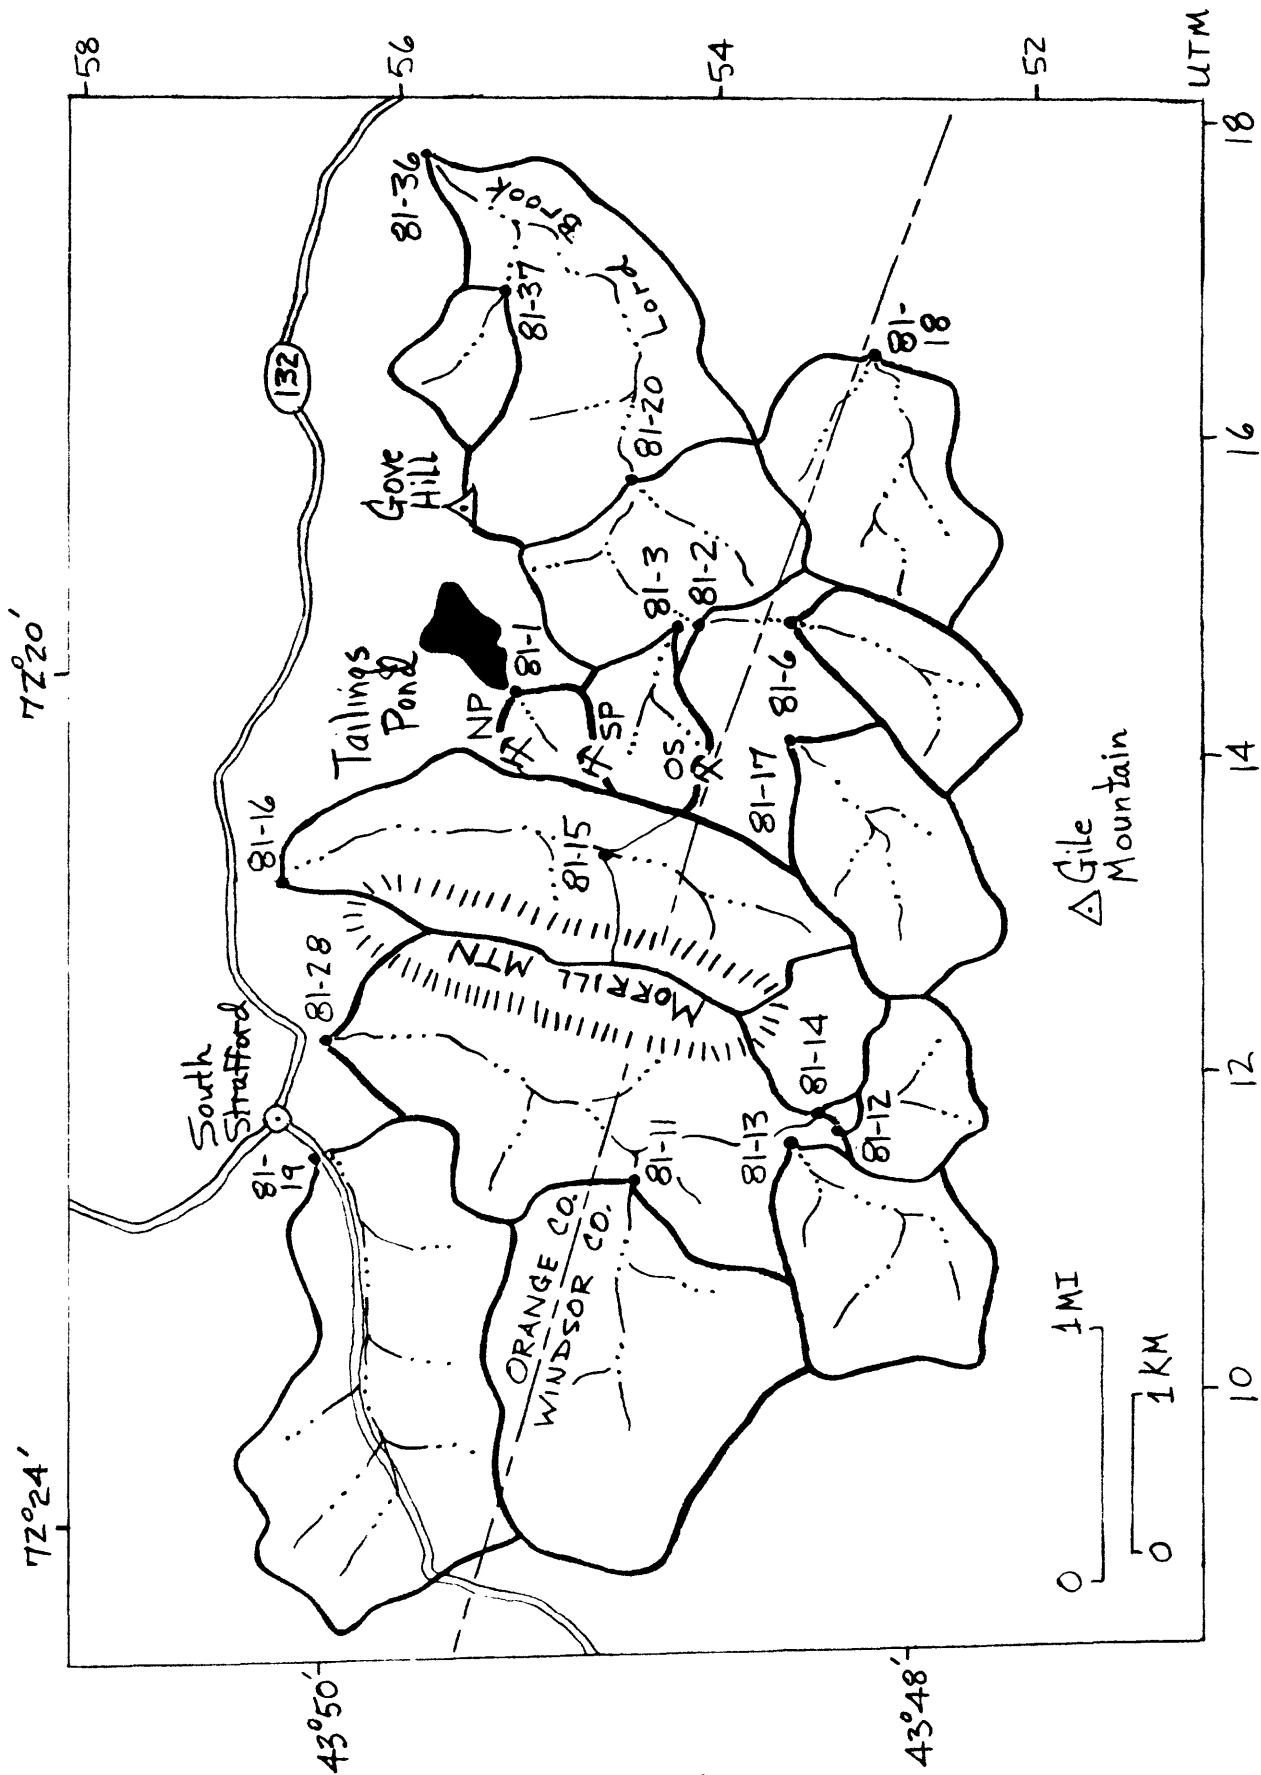 72°24′
72°20′
43°50′
43°48′
58
56
54
52
UTM
10
12
14
16
18
132
South
Strafford
81-
19
81-28
81-16
Tailings
Pond
Gove
Hill
81-36
81-37
Lord
Brook
81-20
NP
81-1
SP
81-3
81-2
OS
81-15
MORRILL
MTN
ORANGE CO.
WINDSOR CO.
81-11
81-13
81-14
81-12
81-17
81-6
81-
18
Gile
Mountain
0
1 MI
0
1 KM